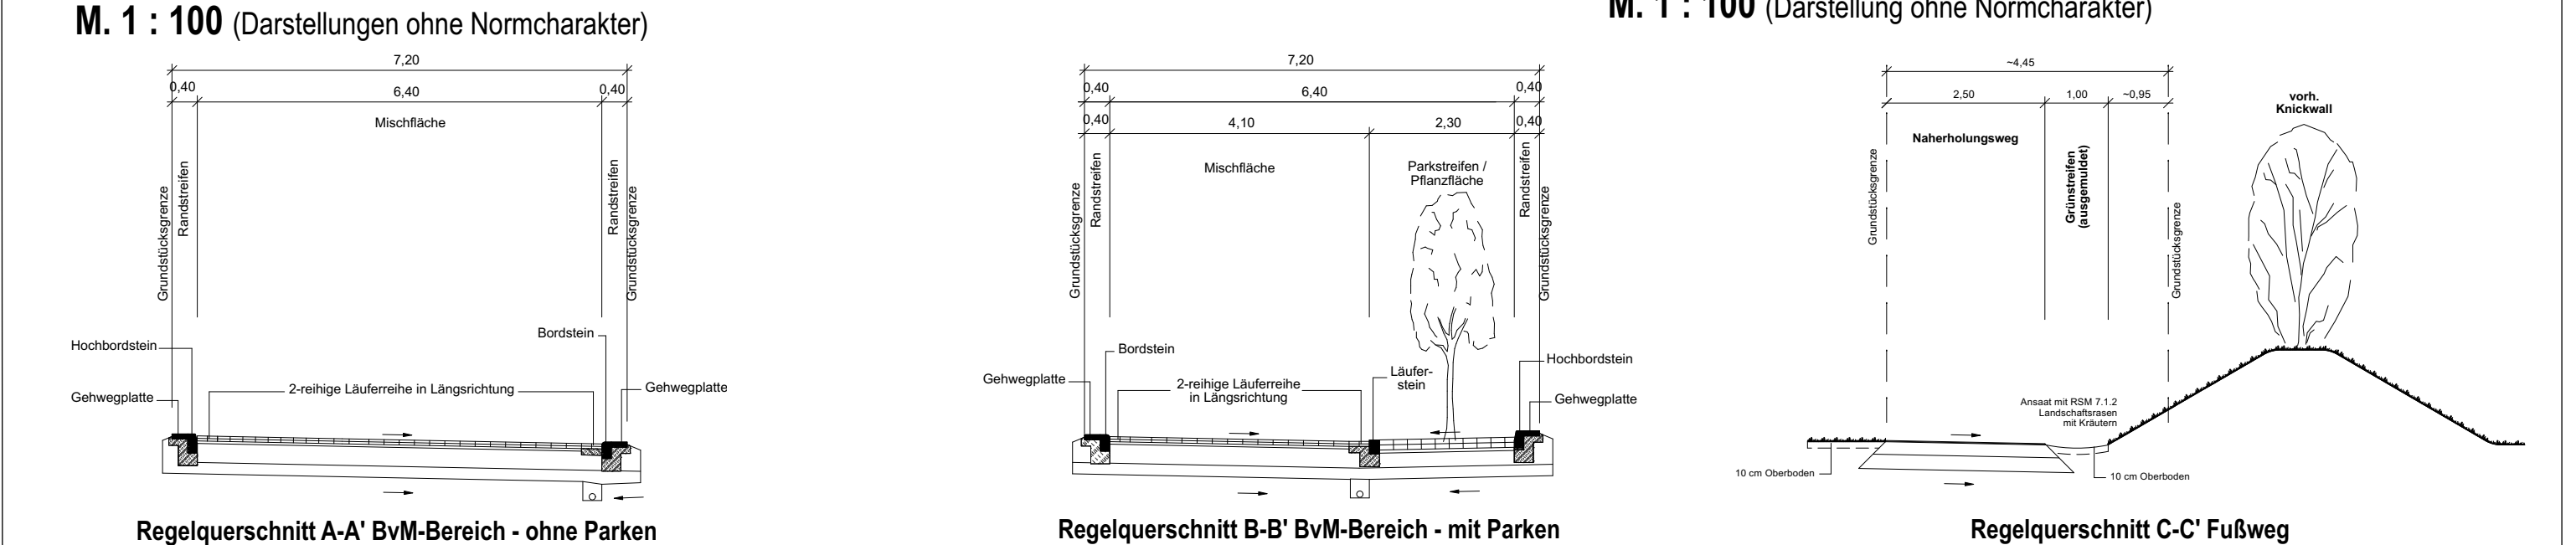 M. 1 : 100 (Darstellungen ohne Normcharakter)
7,20
0,40
6,40
0,40
Mischfläche
Grundstücksgrenze
Randstreifen
Randstreifen
Grundstücksgrenze
Hochbordstein
Bordstein
Gehwegplatte
2-reihige Läuferreihe in Längsrichtung
Gehwegplatte
Regelquerschnitt A-A' BvM-Bereich - ohne Parken
7,20
0,40
6,40
0,40
0,40
4,10
2,30
0,40
Mischfläche
Parkstreifen /
Pflanzfläche
Grundstücksgrenze
Randstreifen
Randstreifen
Grundstücksgrenze
Bordstein
Gehwegplatte
2-reihige Läuferreihe
in Längsrichtung
Läufer-
stein
Hochbordstein
Gehwegplatte
Regelquerschnitt B-B' BvM-Bereich - mit Parken
M. 1 : 100 (Darstellung ohne Normcharakter)
~4,45
2,50
1,00
~0,95
vorh.
Knickwall
Naherholungsweg
Grundstücksgrenze
Grünstreifen
(ausgemuldet)
Grundstücksgrenze
Ansaat mit RSM 7.1.2
Landschaftsrasen
mit Kräutern
10 cm Oberboden
10 cm Oberboden
Regelquerschnitt C-C' Fußweg